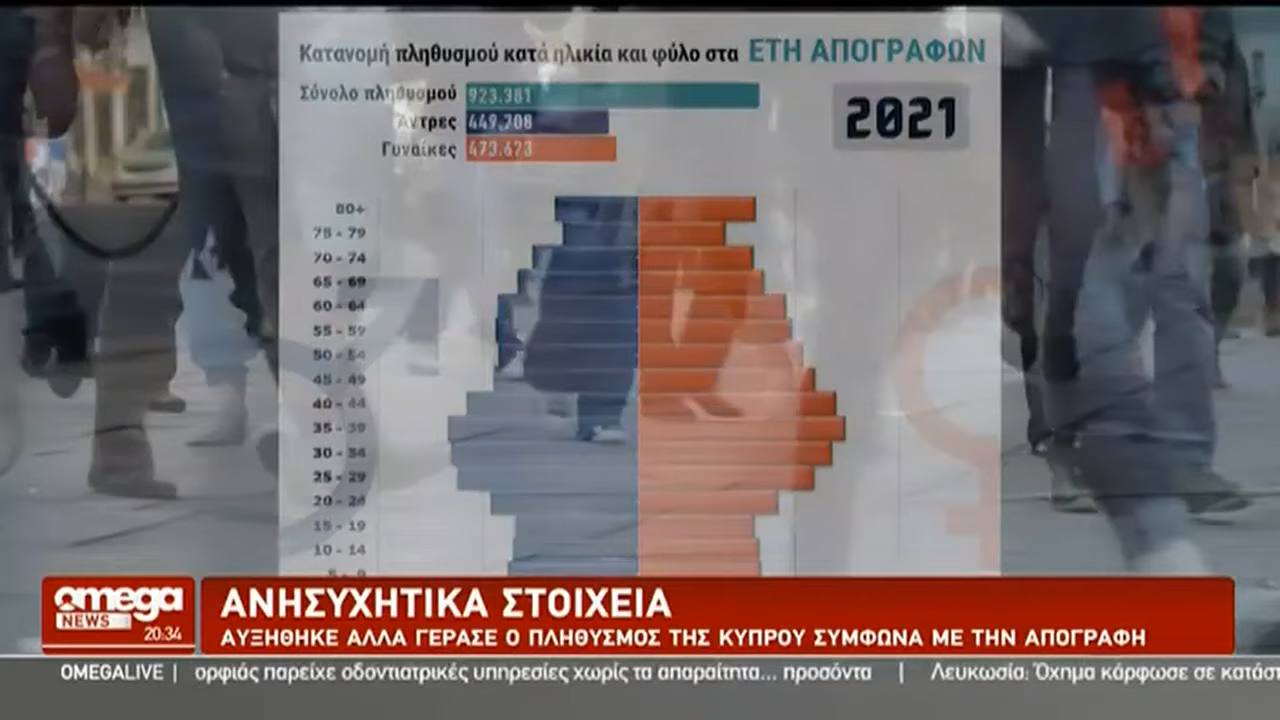 Κατανομή πληθυσμού κατά ηλικία και φύλο στα ΕΤΗ ΑΠΟΓΡΑΦΩΝ
Σύνολο πληθυσμού 923.381
Άντρες 449.708
Γυναίκες 473.673
2021
80+
75 - 79
70 - 74
65 - 69
60 - 64
55 - 59
50 - 54
45 - 49
40 - 44
35 - 39
30 - 34
25 - 29
20 - 24
15 - 19
10 - 14
5 - 9
omega
NEWS
20:34
ΑΝΗΣΥΧΗΤΙΚΑ ΣΤΟΙΧΕΙΑ
ΑΥΞΗΘΗΚΕ ΑΛΛΑ ΓΕΡΑΣΕ Ο ΠΛΗΘΥΣΜΟΣ ΤΗΣ ΚΥΠΡΟΥ ΣΥΜΦΩΝΑ ΜΕ ΤΗΝ ΑΠΟΓΡΑΦΗ
OMEGALIVE | ορφιάς παρείχε οδοντιατρικές υπηρεσίες χωρίς τα απαραίτητα... προσόντα | Λευκωσία: Όχημα κάρφωσε σε κατάστ